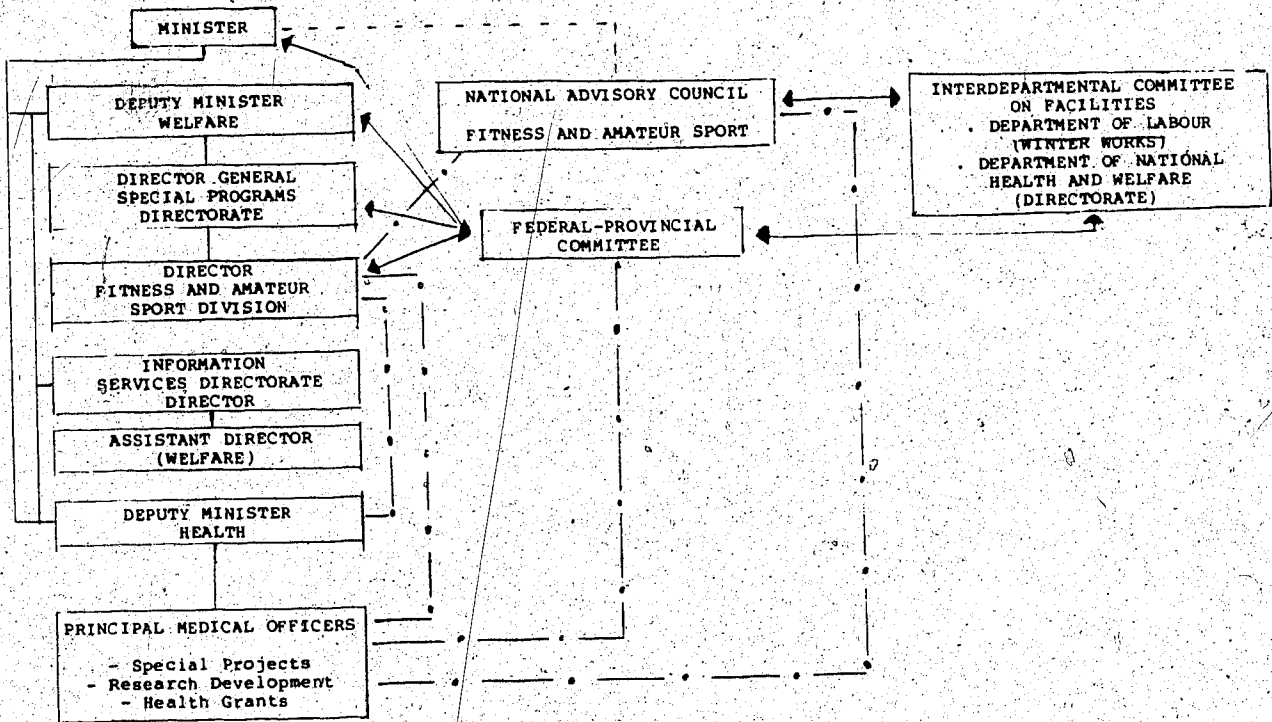 MINISTER
DEPUTY MINISTER
WELFARE
DIRECTOR GENERAL
SPECIAL PROGRAMS
DIRECTORATE
DIRECTOR
FITNESS AND AMATEUR
SPORT DIVISION
INFORMATION
SERVICES DIRECTORATE
DIRECTOR
ASSISTANT DIRECTOR
(WELFARE)
DEPUTY MINISTER
HEALTH
PRINCIPAL MEDICAL OFFICERS
- Special Projects
- Research Development
- Health Grants
NATIONAL ADVISORY COUNCIL
FITNESS AND AMATEUR SPORT
FEDERAL-PROVINCIAL
COMMITTEE
INTERDEPARTMENTAL COMMITTEE
ON FACILITIES
. DEPARTMENT OF LABOUR
(WINTER WORKS)
. DEPARTMENT OF NATIONAL
HEALTH AND WELFARE
(DIRECTORATE)